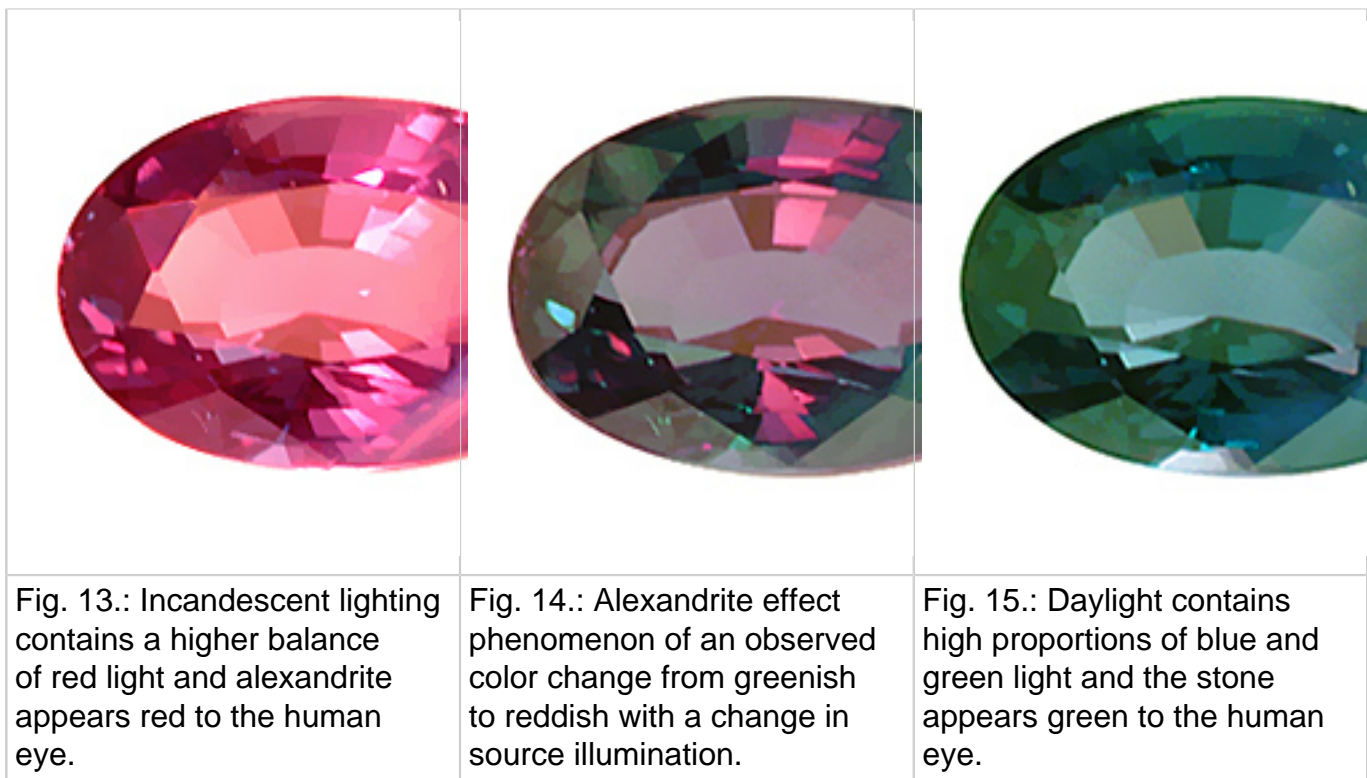 Fig. 13.: Incandescent lighting
contains a higher balance
of red light and alexandrite
appears red to the human
eye.
Fig. 14.: Alexandrite effect
phenomenon of an observed
color change from greenish
to reddish with a change in
source illumination.
Fig. 15.: Daylight contains
high proportions of blue and
green light and the stone
appears green to the human
eye.